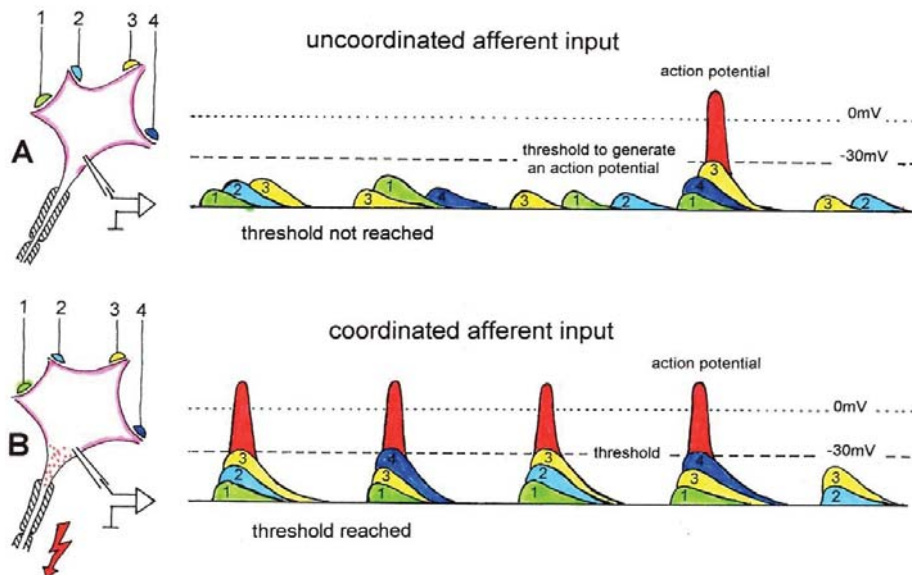 1 2 3 4
uncoordinated afferent input
action potential
0mV
threshold to generate
an action potential
-30mV
A
1 2 3
3 1 4
3 1 2
1 4 3
3 2
threshold not reached
1 2 3 4
coordinated afferent input
action potential
0mV
threshold
-30mV
B
1 2 3
1 3 4
1 2 3
1 3 4
2 3
threshold reached